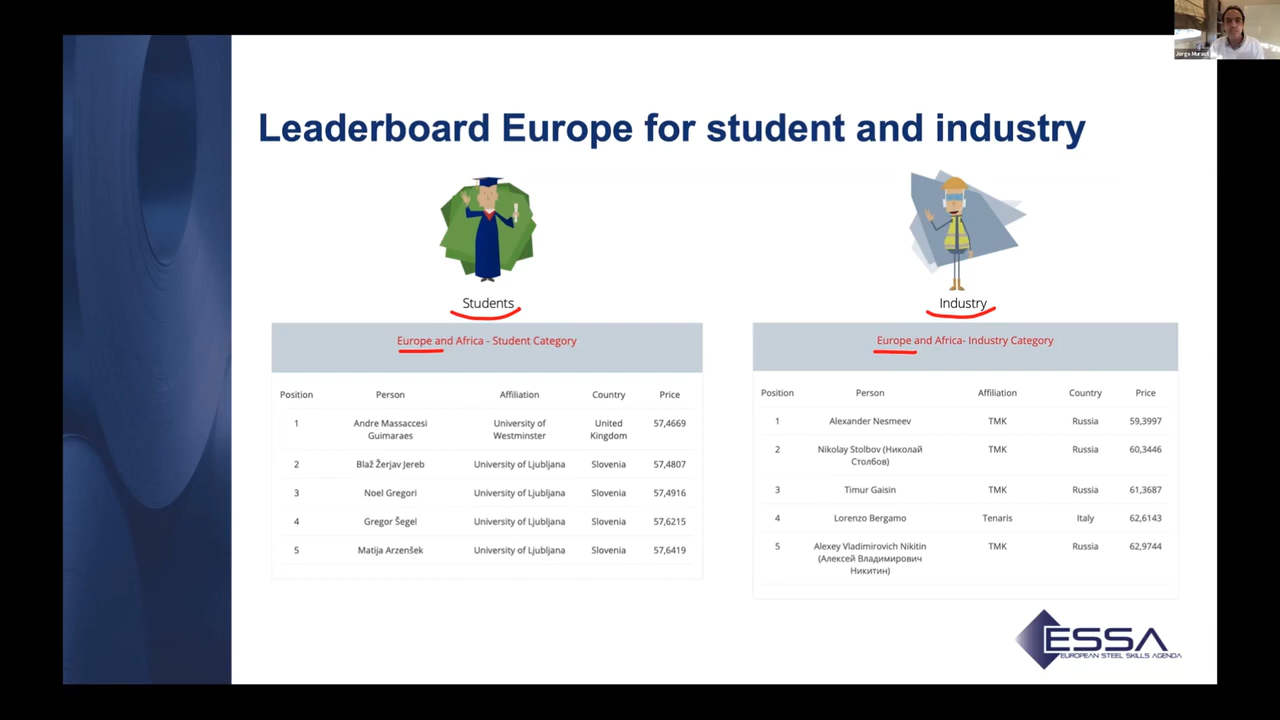 Jorge Muract
Leaderboard Europe for student and industry
Students
Europe and Africa - Student Category
Position Person Affiliation Country Price
1 Andre Massaccesi Guimaraes University of Westminster United Kingdom 57,4669
2 Blaž Žerjav Jereb University of Ljubljana Slovenia 57,4807
3 Noel Gregori University of Ljubljana Slovenia 57,4916
4 Gregor Šegel University of Ljubljana Slovenia 57,6215
5 Matija Arzenšek University of Ljubljana Slovenia 57,6419
Industry
Europe and Africa- Industry Category
Position Person Affiliation Country Price
1 Alexander Nesmeev TMK Russia 59,3997
2 Nikolay Stolbov (Николай Столбов) TMK Russia 60,3446
3 Timur Gaisin TMK Russia 61,3687
4 Lorenzo Bergamo Tenaris Italy 62,6143
5 Alexey Vladimirovich Nikitin (Алексей Владимирович Никитин) TMK Russia 62,9744
ESSA
EUROPEAN STEEL SKILLS AGENDA